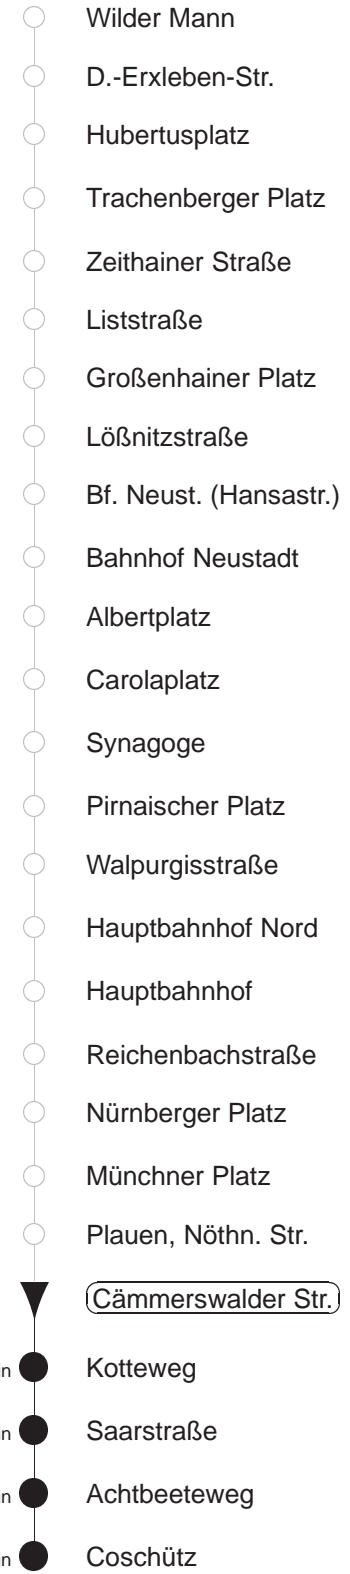 Wilder Mann
D.-Erxleben-Str.
Hubertusplatz
Trachenberger Platz
Zeithainer Straße
Liststraße
Großenhainer Platz
Lößnitzstraße
Bf. Neust. (Hansastr.)
Bahnhof Neustadt
Albertplatz
Carolaplatz
Synagoge
Pirnaischer Platz
Walpurgisstraße
Hauptbahnhof Nord
Hauptbahnhof
Reichenbachstraße
Nürnberger Platz
Münchner Platz
Plauen, Nöthn. Str.
Cämmerswalder Str.
Kotteweg
Saarstraße
Achtbeeteweg
Coschütz